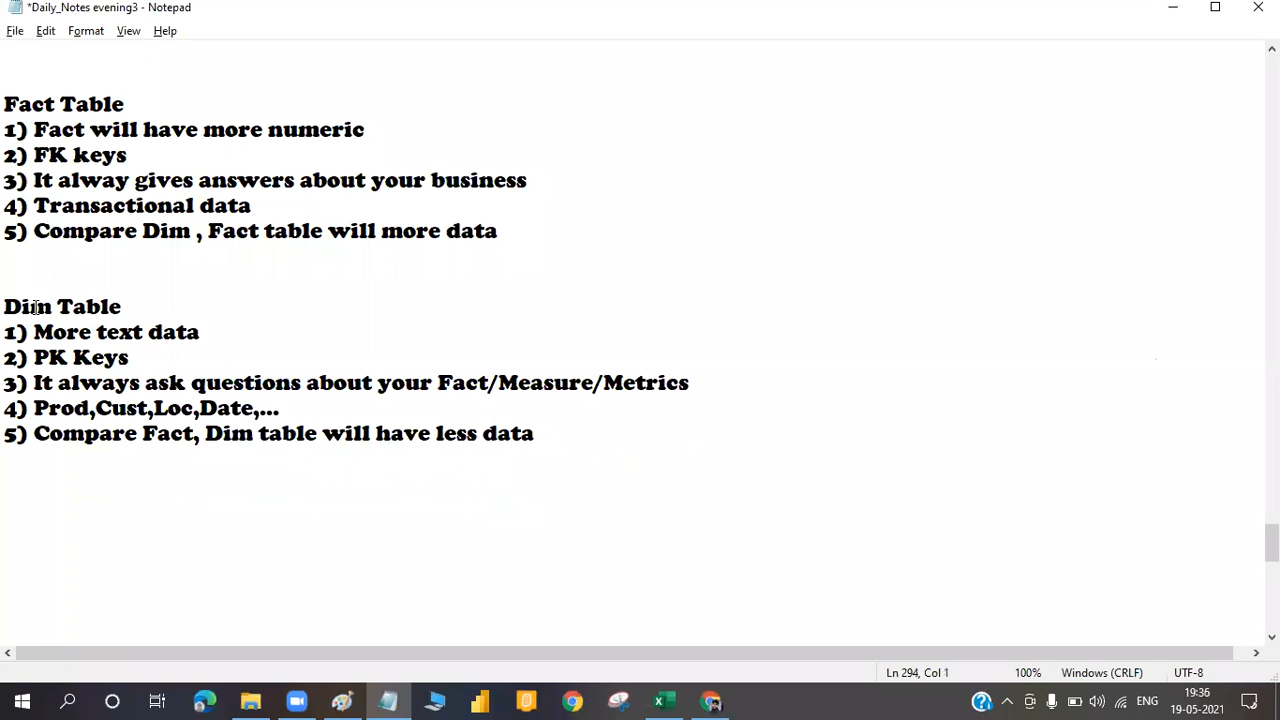 *Daily_Notes evening3 - Notepad
File Edit Format View Help
Fact Table
1) Fact will have more numeric
2) FK keys
3) It alway gives answers about your business
4) Transactional data
5) Compare Dim , Fact table will more data
Dim Table
1) More text data
2) PK Keys
3) It always ask questions about your Fact/Measure/Metrics
4) Prod,Cust,Loc,Date,...
5) Compare Fact, Dim table will have less data
Ln 294, Col 1 100% Windows (CRLF) UTF-8
ENG 19:36
19-05-2021